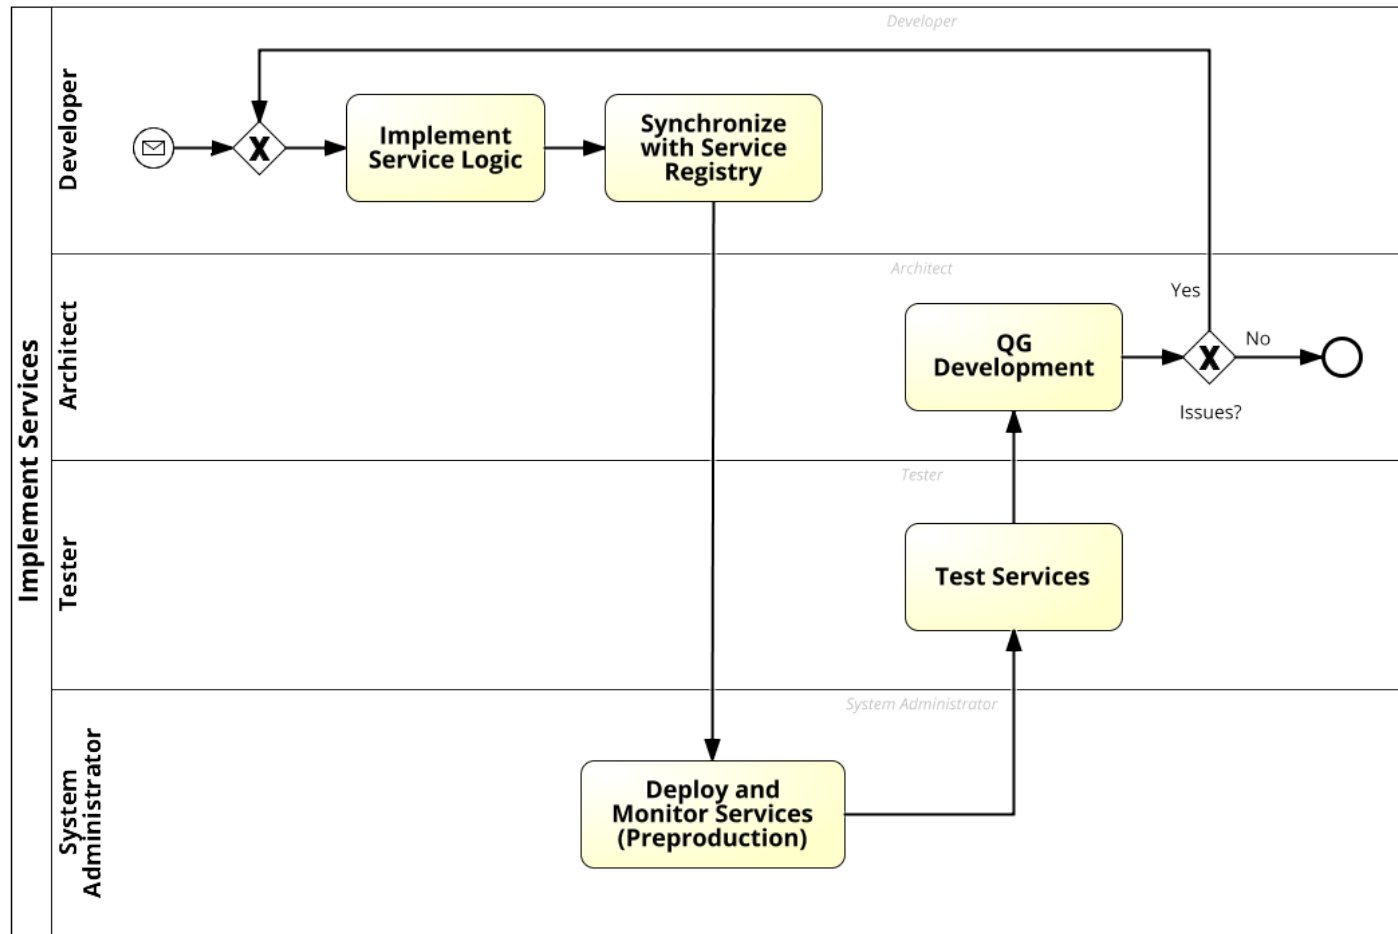 Implement Services
Developer
Developer
Implement
Service Logic
Synchronize
with Service
Registry
Architect
Architect
QG
Development
Yes
No
Issues?
Tester
Tester
Test Services
System
Administrator
System Administrator
Deploy and
Monitor Services
(Preproduction)